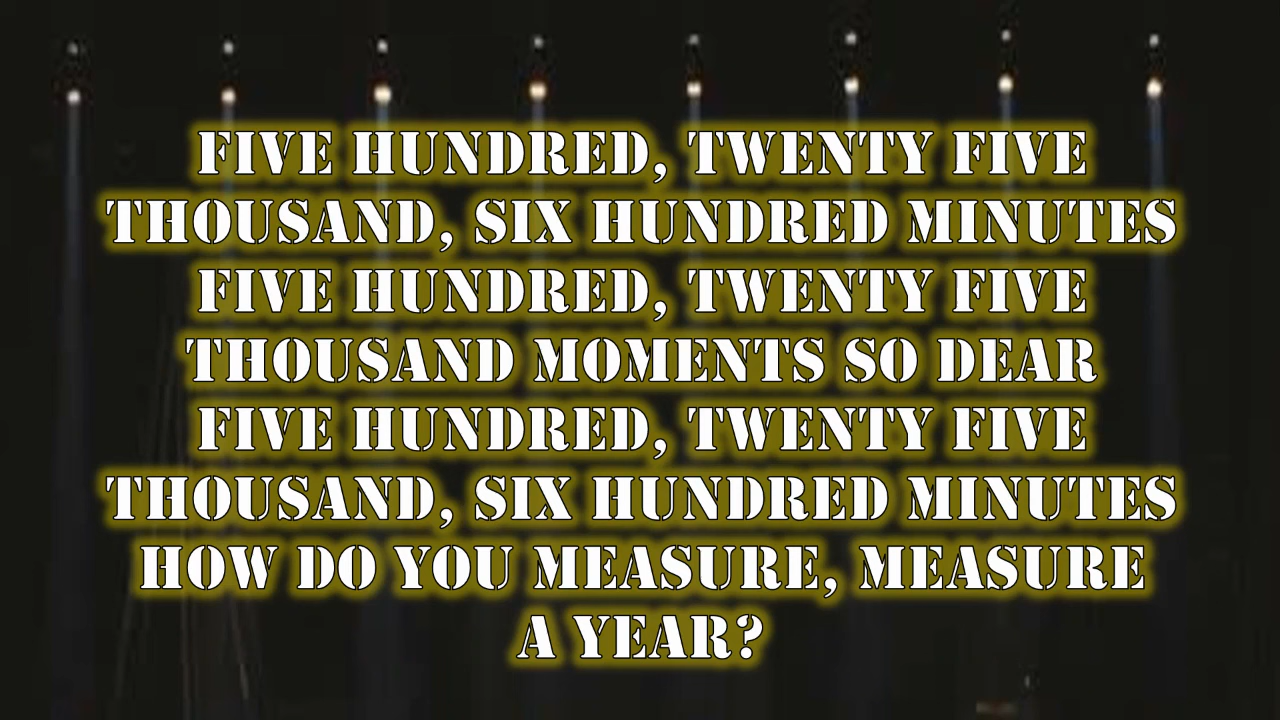 FIVE HUNDRED, TWENTY FIVE
THOUSAND, SIX HUNDRED MINUTES
FIVE HUNDRED, TWENTY FIVE
THOUSAND MOMENTS SO DEAR
FIVE HUNDRED, TWENTY FIVE
THOUSAND, SIX HUNDRED MINUTES
HOW DO YOU MEASURE, MEASURE
A YEAR?